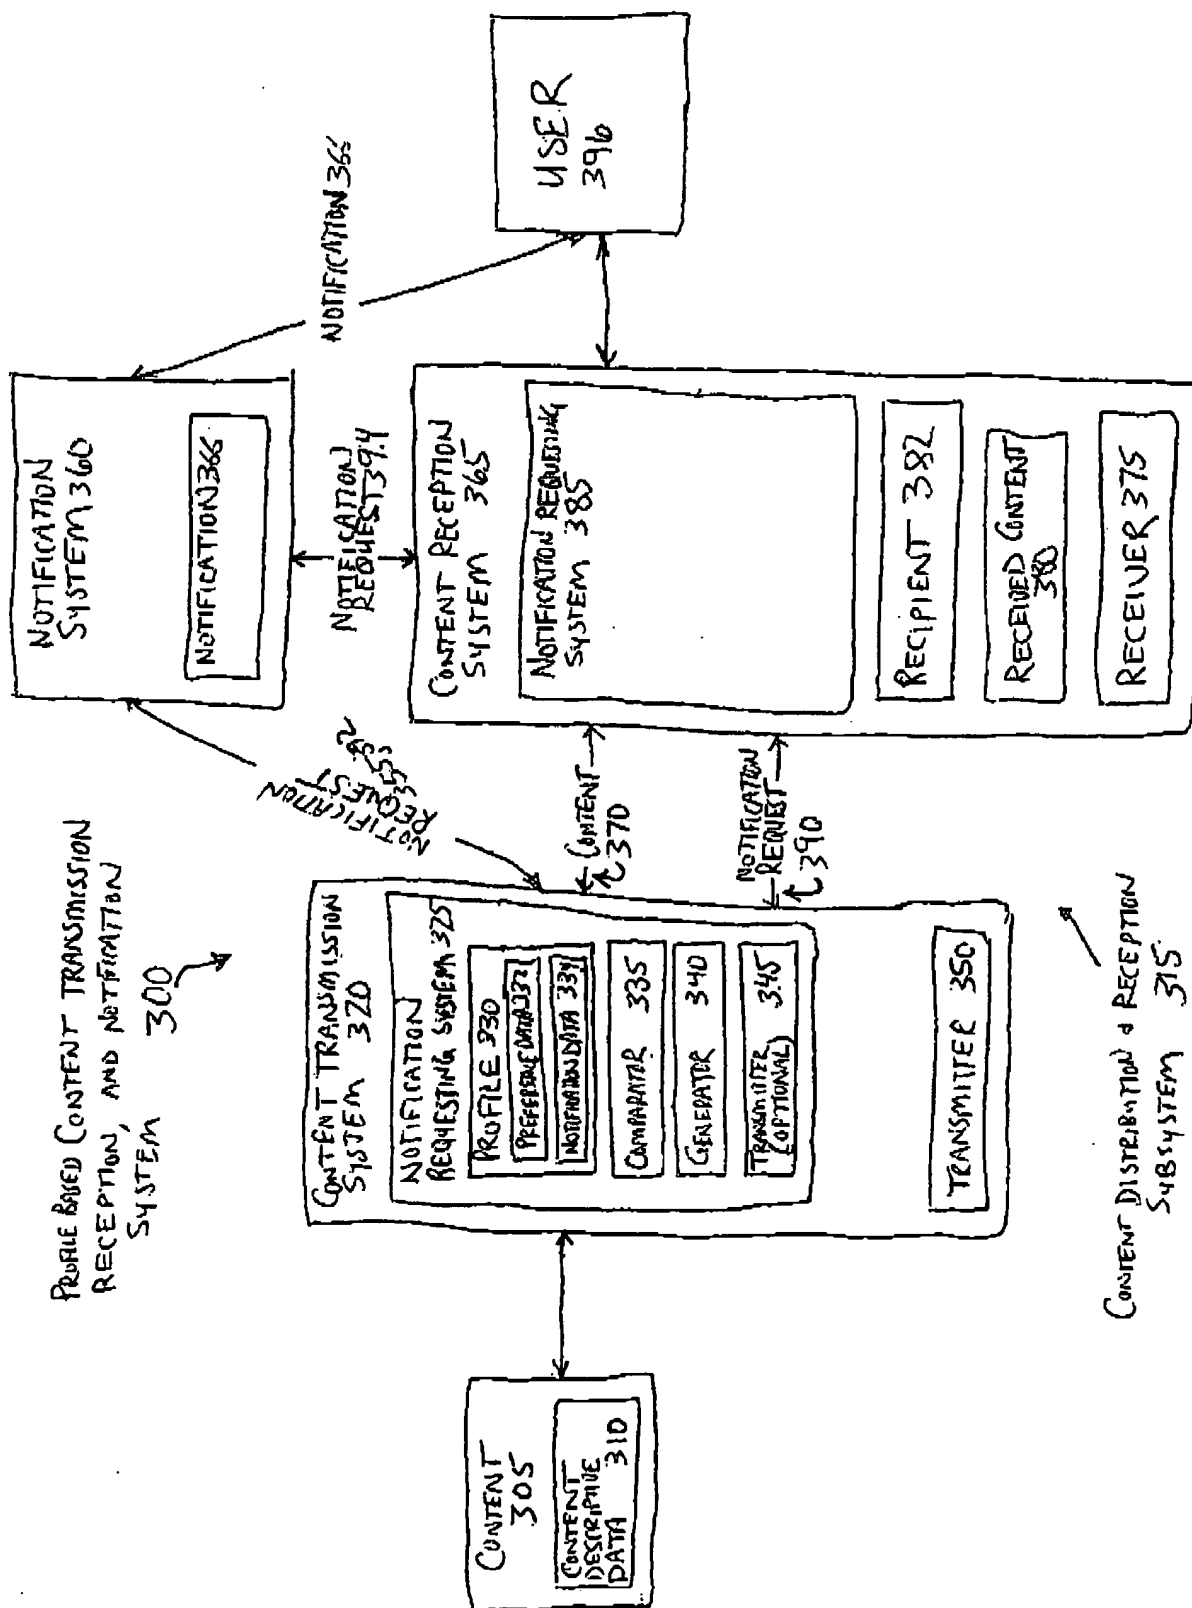 PROFILE BASED CONTENT TRANSMISSION
RECEPTION, AND NOTIFICATION
SYSTEM 300
CONTENT
305
CONTENT
DESCRIPTIVE
DATA 310
CONTENT TRANSMISSION
SYSTEM 320
NOTIFICATION
REQUESTING SYSTEM 325
PROFILE 330
PREFERENCE DATA 331
NOTIFICATION DATA 334
COMPARATOR 335
GENERATOR 340
TRANSMITTER
(OPTIONAL) 345
TRANSMITTER 350
CONTENT DISTRIBUTION & RECEPTION
SUBSYSTEM 315
NOTIFICATION
REQUEST
CONTENT
370
NOTIFICATION
REQUEST
390
NOTIFICATION
SYSTEM 360
NOTIFICATION 366
NOTIFICATION
REQUEST 394
CONTENT RECEPTION
SYSTEM 365
NOTIFICATION REQUESTING
SYSTEM 385
RECIPIENT 382
RECEIVED CONTENT
380
RECEIVER 375
NOTIFICATION 366
USER
396